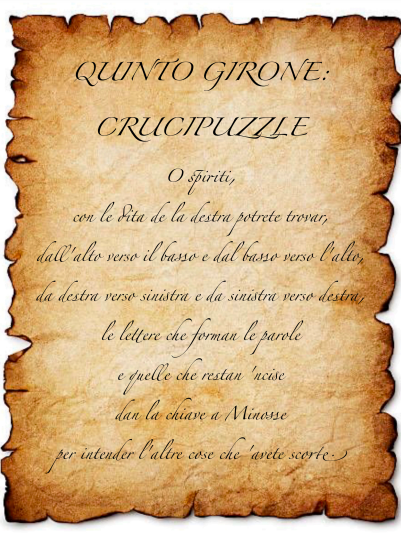 QUINTO GIRONE:
CRUCIPUZZLE
O spiriti,
con le dita de la destra potrete trovar,
dall'alto verso il basso e dal basso verso l'alto,
da destra verso sinistra e da sinistra verso destra,
le lettere che forman le parole
e quelle che restan 'ncise
dan la chiave a Minosse
per intender l'altre cose che 'avete scorte.